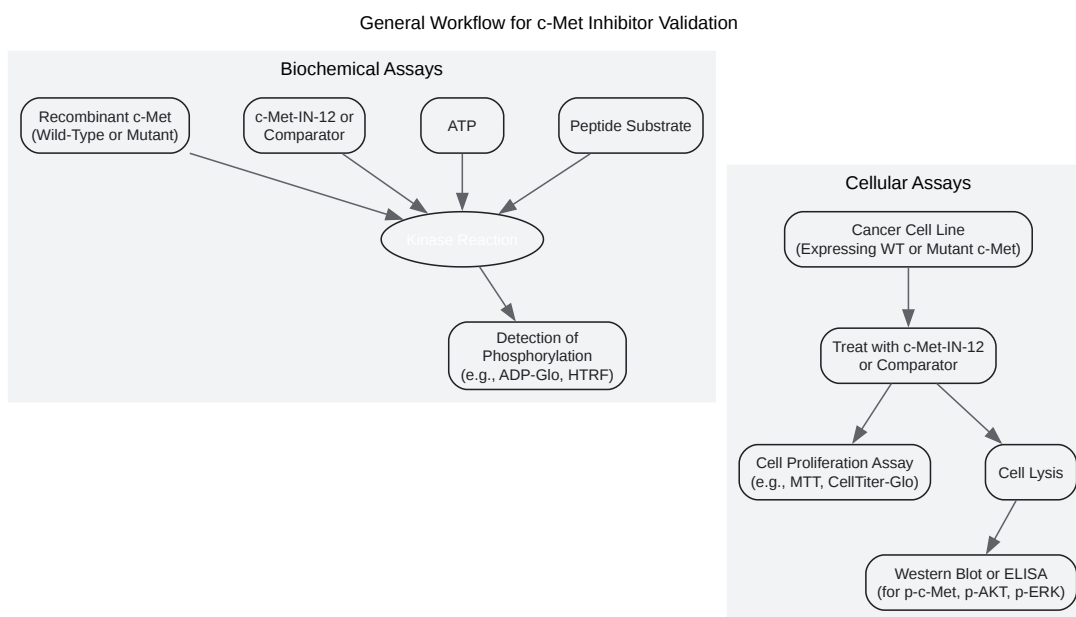 General Workflow for c-Met Inhibitor Validation
Biochemical Assays
Recombinant c-Met
(Wild-Type or Mutant)
c-Met-IN-12 or
Comparator
ATP
Peptide Substrate
Kinase Reaction
Detection of
Phosphorylation
(e.g., ADP-Glo, HTRF)
Cellular Assays
Cancer Cell Line
(Expressing WT or Mutant c-Met)
Treat with c-Met-IN-12
or Comparator
Cell Proliferation Assay
(e.g., MTT, CellTiter-Glo)
Cell Lysis
Western Blot or ELISA
(for p-c-Met, p-AKT, p-ERK)